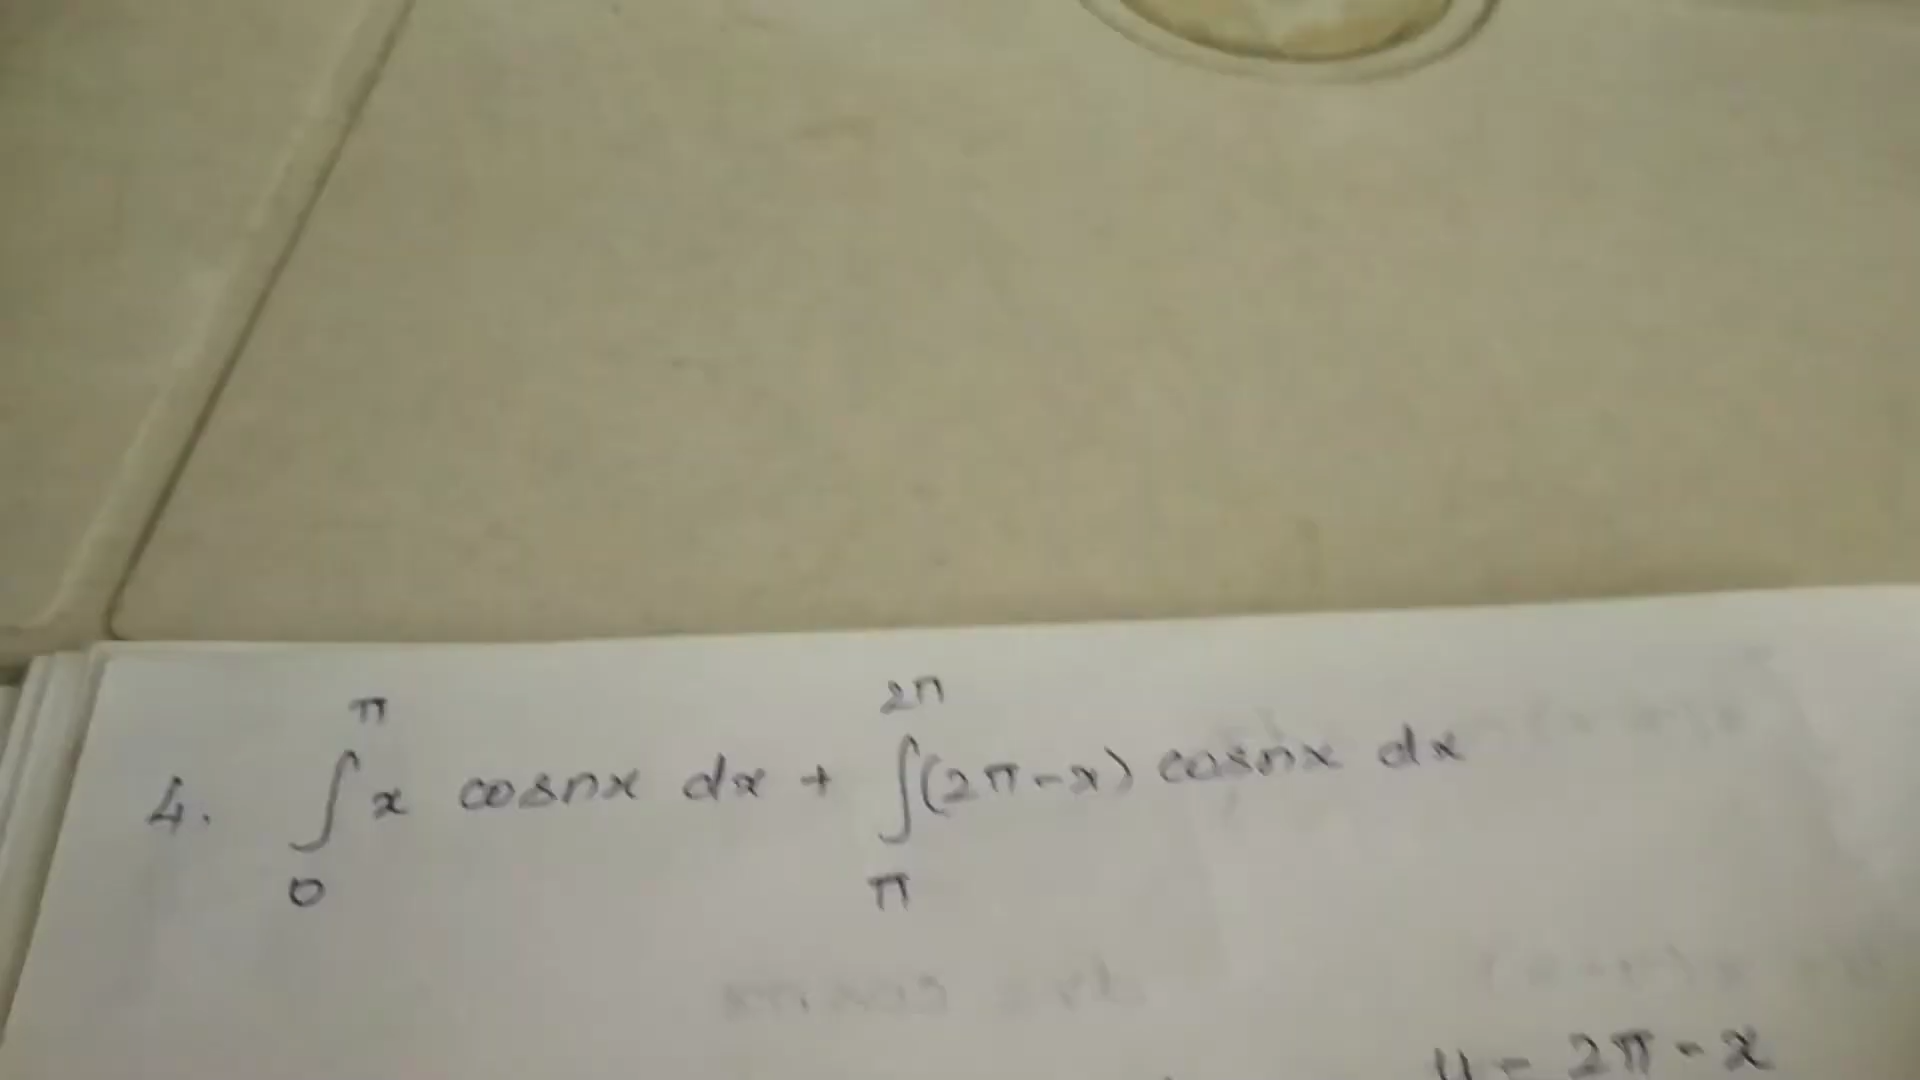 4. ∫₀^π x cosnx dx + ∫_π^2π (2π-x) cosnx dx
u = 2π - x